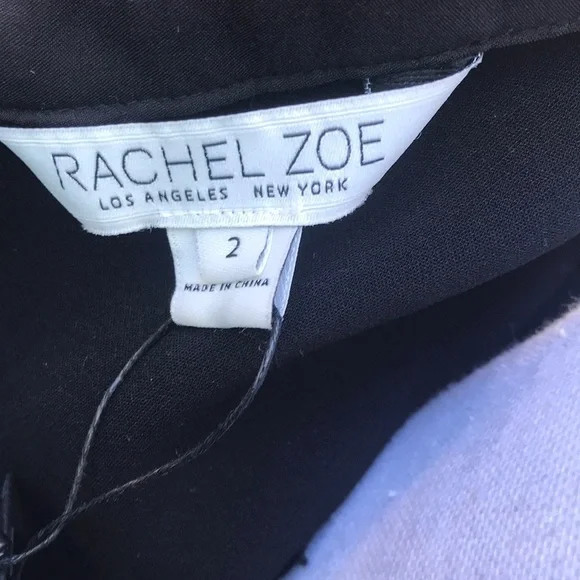 RACHEL ZOE
LOS ANGELES NEW YORK
2
MADE IN CHINA